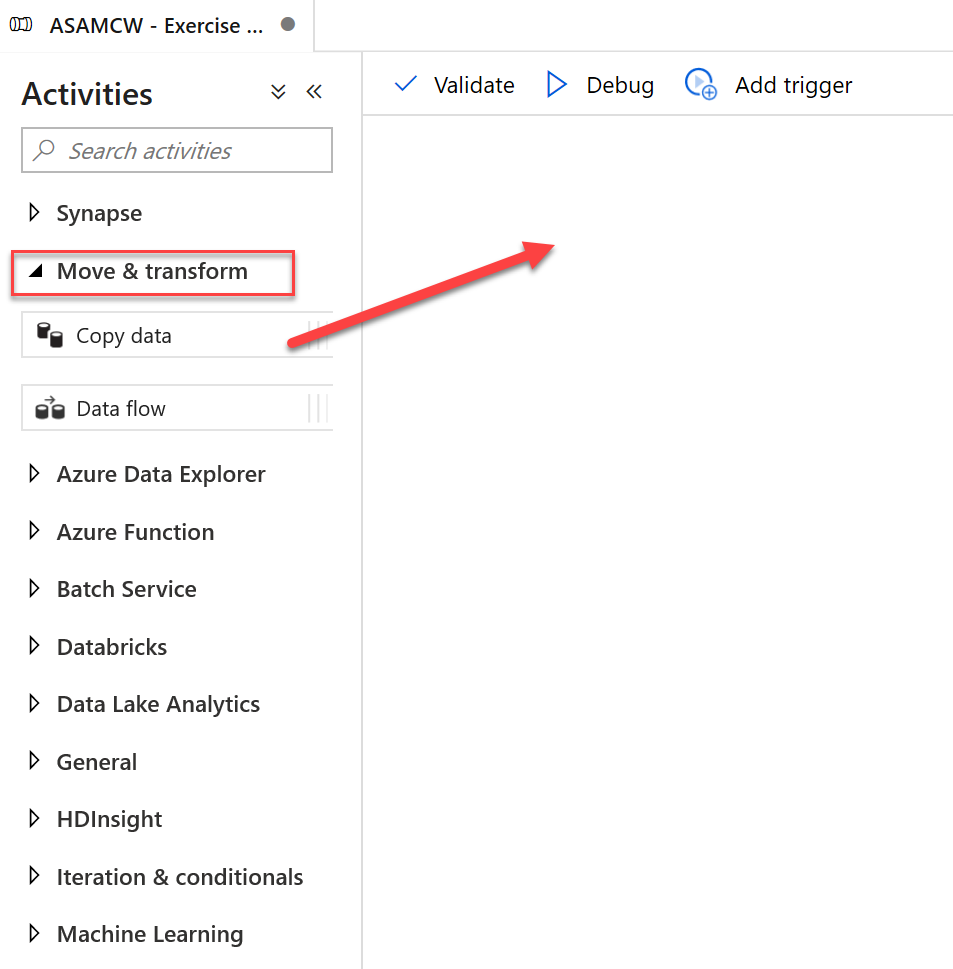 ASAMCW - Exercise ...
Activities
Validate
Debug
Add trigger
Search activities
Synapse
Move & transform
Copy data
Data flow
Azure Data Explorer
Azure Function
Batch Service
Databricks
Data Lake Analytics
General
HDInsight
Iteration & conditionals
Machine Learning